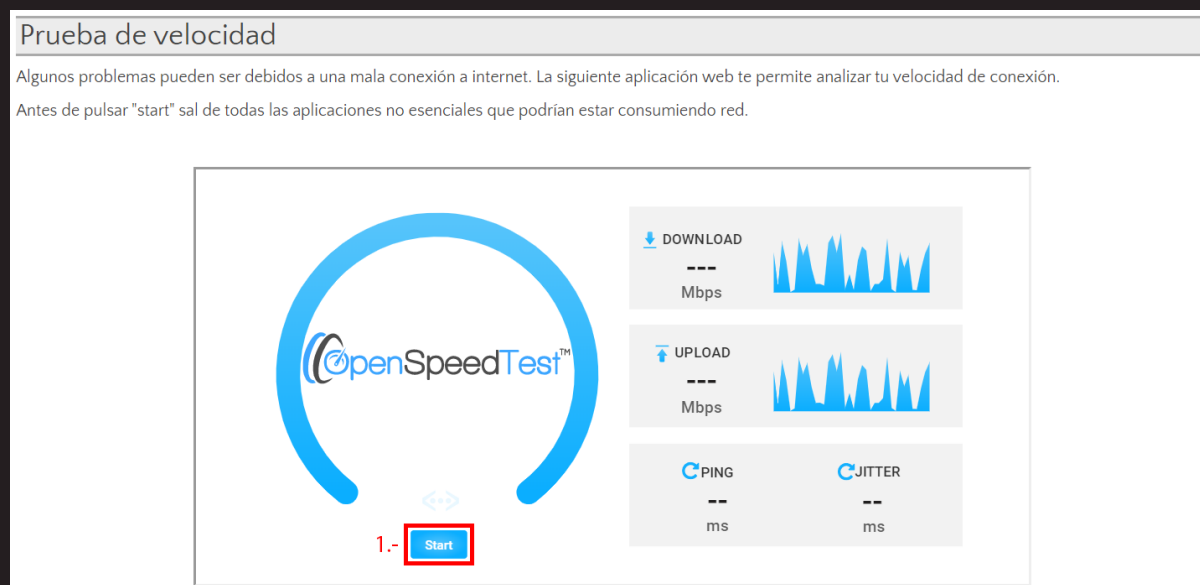 Prueba de velocidad
Algunos problemas pueden ser debidos a una mala conexión a internet. La siguiente aplicación web te permite analizar tu velocidad de conexión.
Antes de pulsar "start" sal de todas las aplicaciones no esenciales que podrían estar consumiendo red.
OpenSpeedTest™
DOWNLOAD
---
Mbps
UPLOAD
---
Mbps
PING
--
ms
JITTER
--
ms
1.- Start